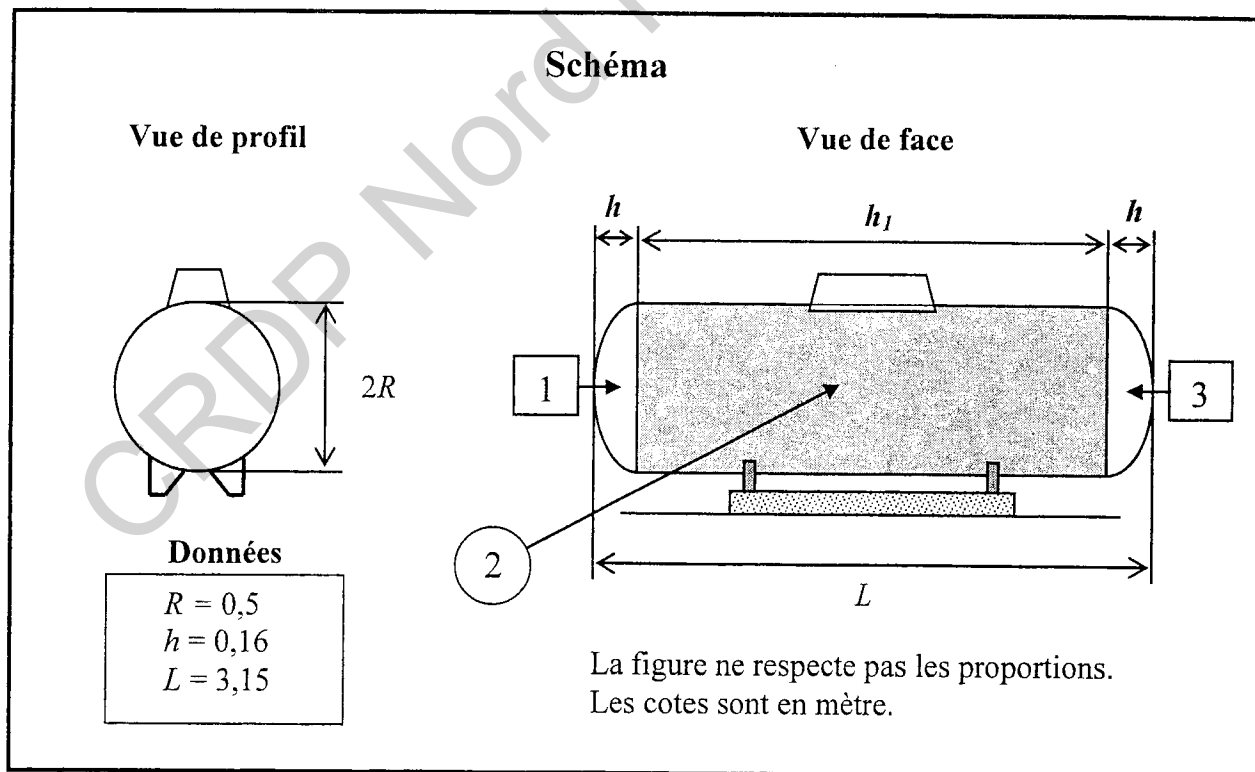 CRDP Nord
Schéma
Vue de profil
Vue de face
h
h1
h
2R
1
3
2
L
Données
R = 0,5
h = 0,16
L = 3,15
La figure ne respecte pas les proportions.
Les cotes sont en mètre.